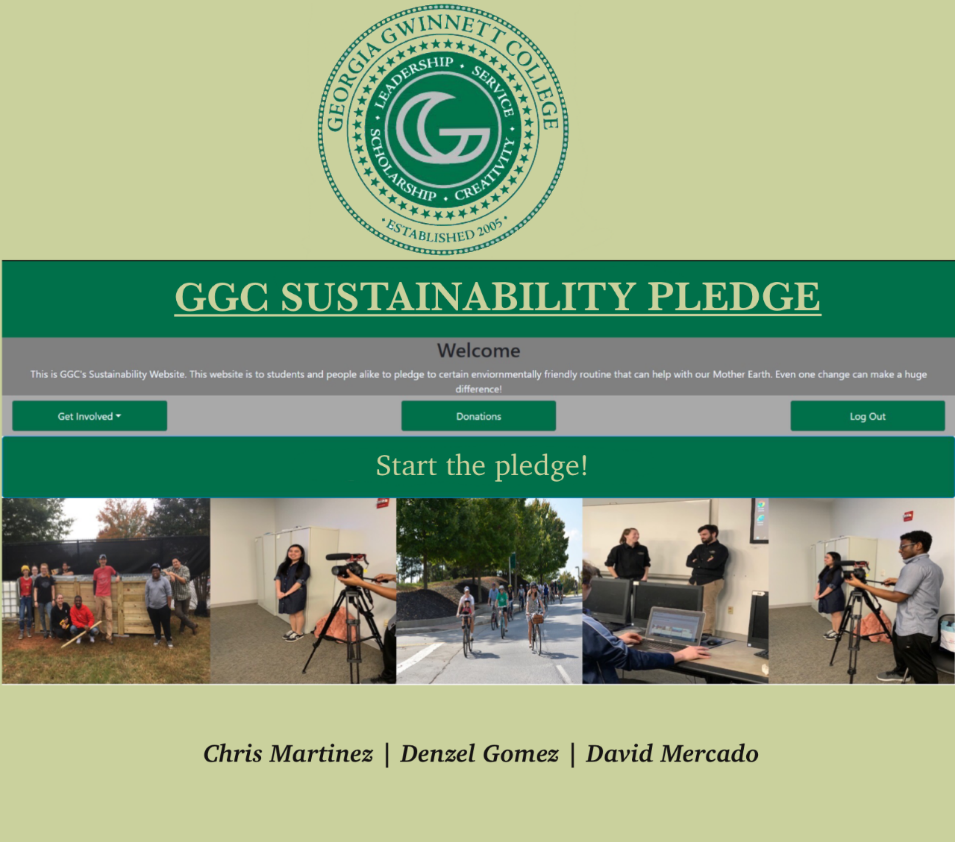 GEORGIA GWINNETT COLLEGE
LEADERSHIP • SERVICE
SCHOLARSHIP • CREATIVITY
• ESTABLISHED 2005 •
GGC SUSTAINABILITY PLEDGE
Welcome
This is GGC's Sustainability Website. This website is to students and people alike to pledge to certain enviornmentally friendly routine that can help with our Mother Earth. Even one change can make a huge
difference!
Get Involved
Donations
Log Out
Start the pledge!
Chris Martinez | Denzel Gomez | David Mercado